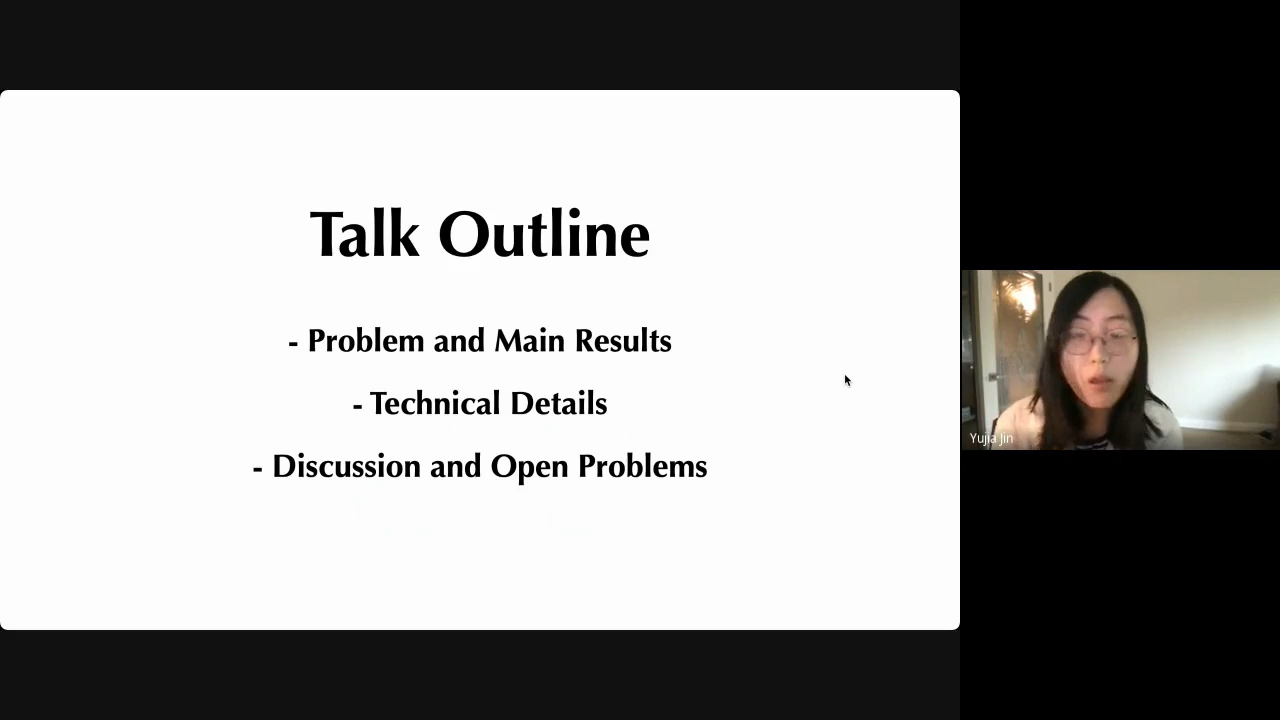 Talk Outline
- Problem and Main Results
- Technical Details
- Discussion and Open Problems
Yujia Jin